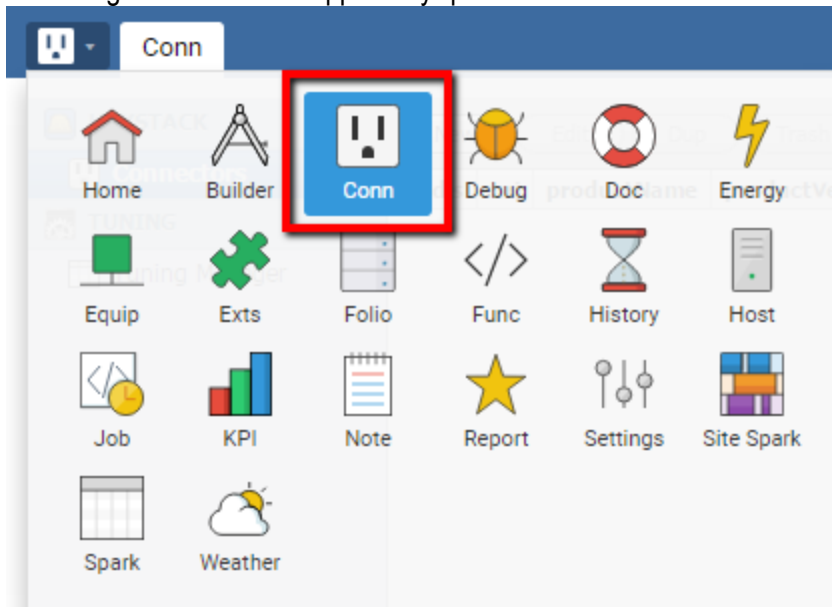 Conn
Home Builder Conn Debug Doc Energy
Equip Exts Folio Func History Host
Job KPI Note Report Settings Site Spark
Spark Weather